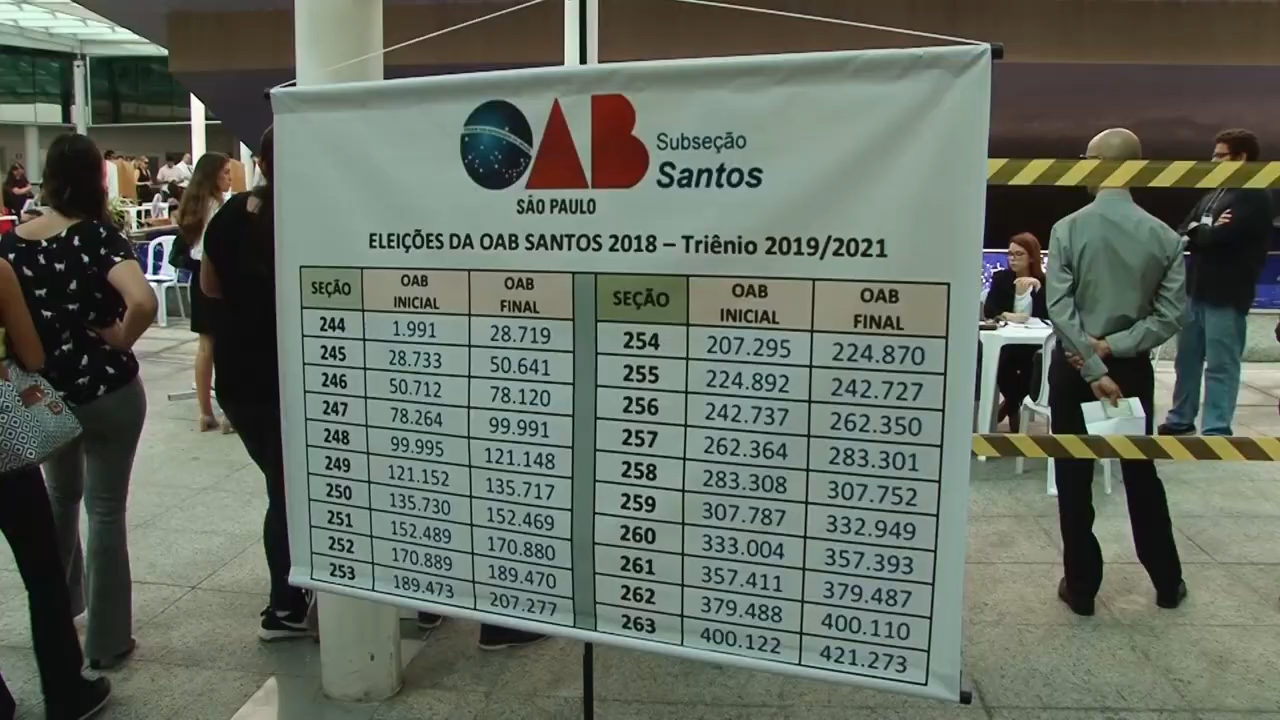 OAB
Subseção
Santos
SÃO PAULO
ELEIÇÕES DA OAB SANTOS 2018 – Triênio 2019/2021
SEÇÃO OAB INICIAL OAB FINAL SEÇÃO OAB INICIAL OAB FINAL
244 1.991 28.719 254 207.295 224.870
245 28.733 50.641 255 224.892 242.727
246 50.712 78.120 256 242.737 262.350
247 78.264 99.991 257 262.364 283.301
248 99.995 121.148 258 283.308 307.752
249 121.152 135.717 259 307.787 332.949
250 135.730 152.469 260 333.004 357.393
251 152.489 170.880 261 357.411 379.487
252 170.889 189.470 262 379.488 400.110
253 189.473 207.277 263 400.122 421.273